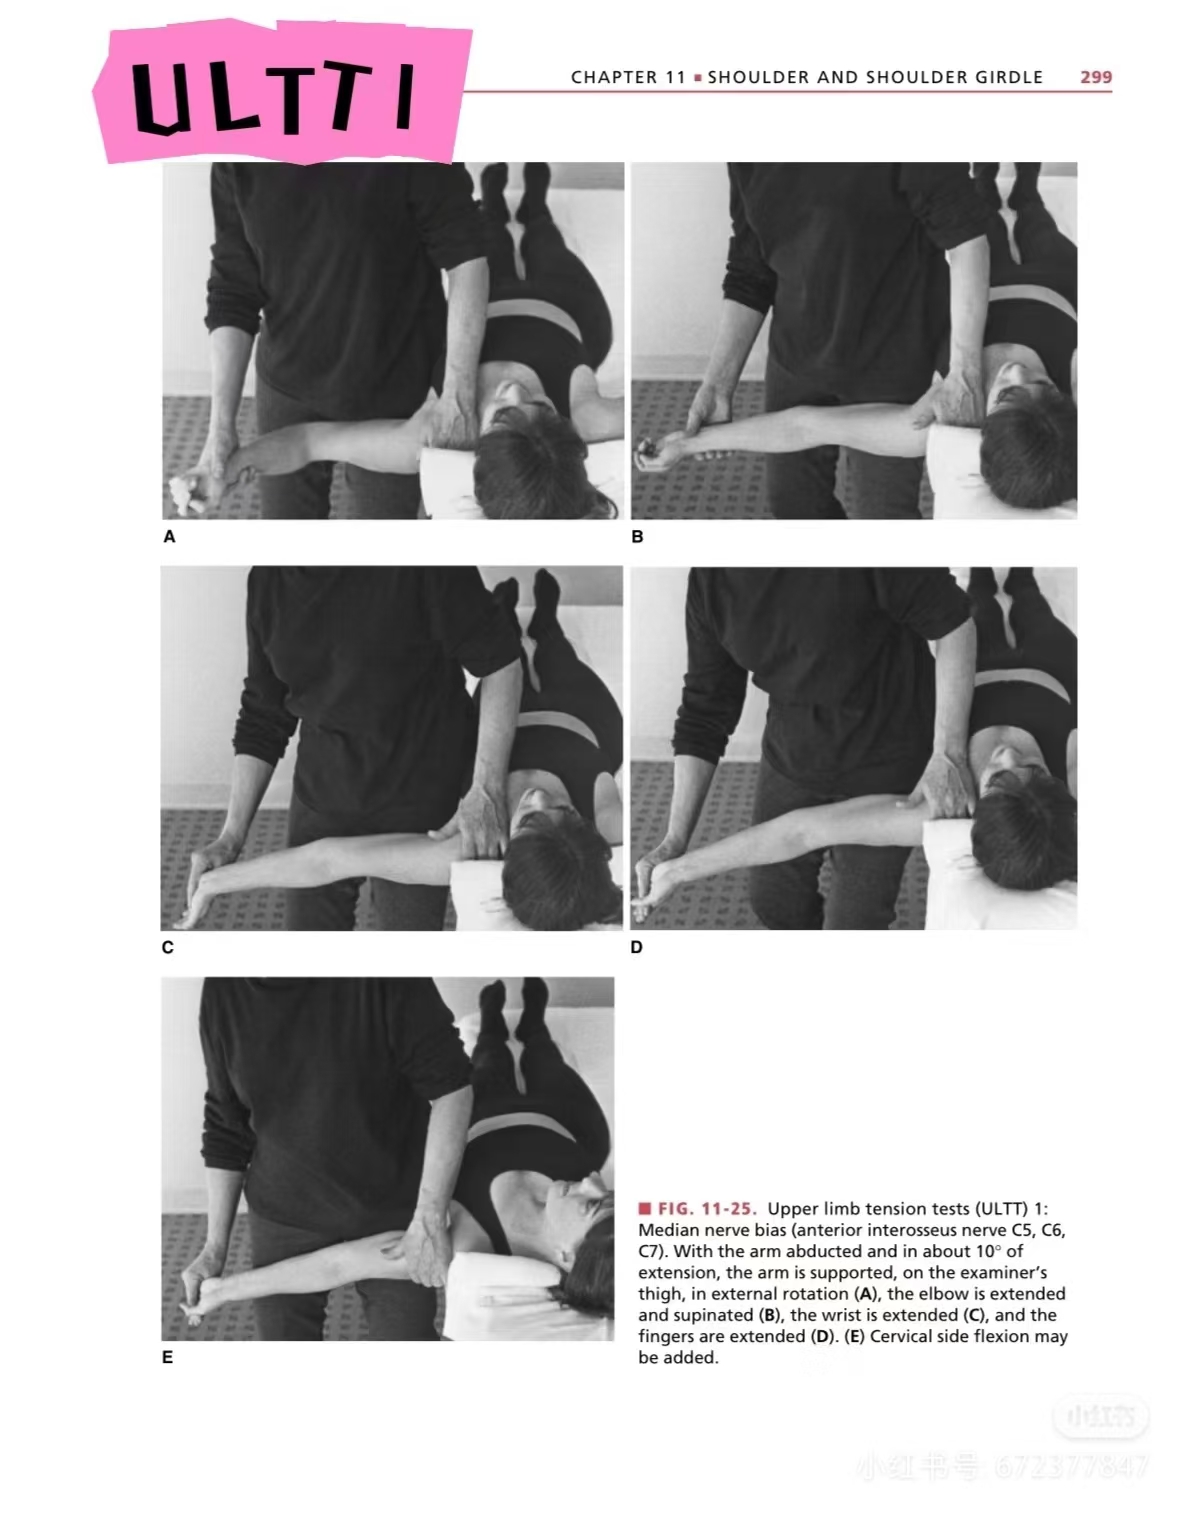 ULTT1
CHAPTER 11 ■ SHOULDER AND SHOULDER GIRDLE 299
A
B
C
D
E
■ FIG. 11-25. Upper limb tension tests (ULTT) 1:
Median nerve bias (anterior interosseus nerve C5, C6,
C7). With the arm abducted and in about 10° of
extension, the arm is supported, on the examiner's
thigh, in external rotation (A), the elbow is extended
and supinated (B), the wrist is extended (C), and the
fingers are extended (D). (E) Cervical side flexion may
be added.
小红书
小红书号: 672377847